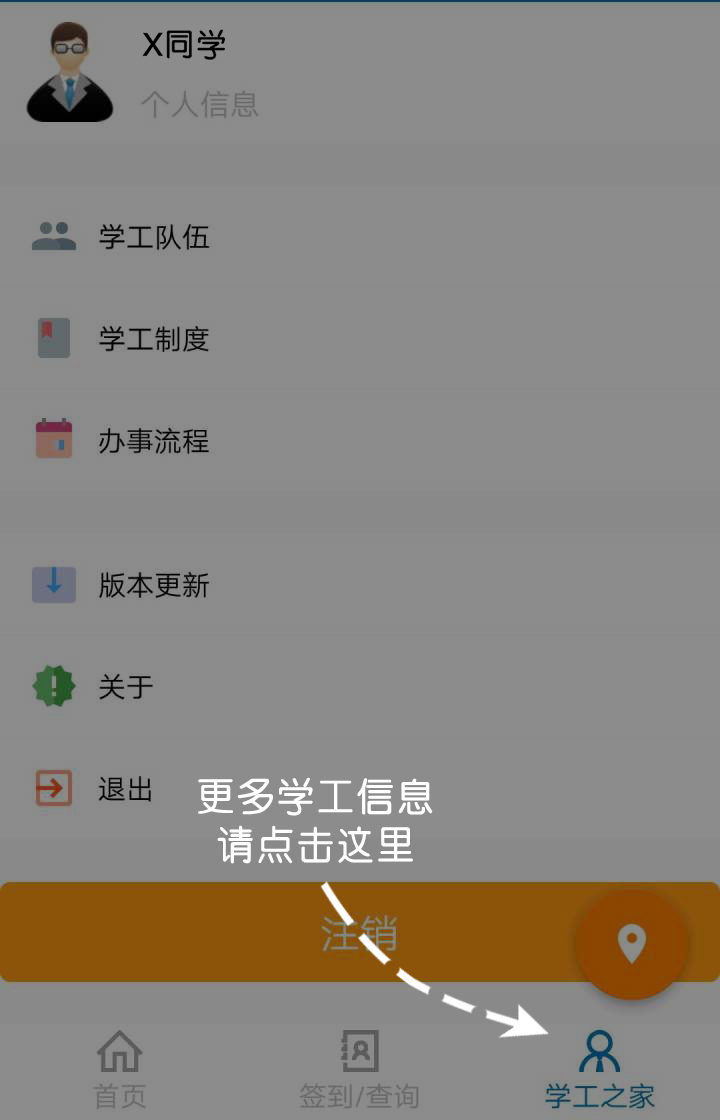 X同学
个人信息
学工队伍
学工制度
办事流程
版本更新
关于
退出
更多学工信息
请点击这里
注销
首页
签到/查询
学工之家